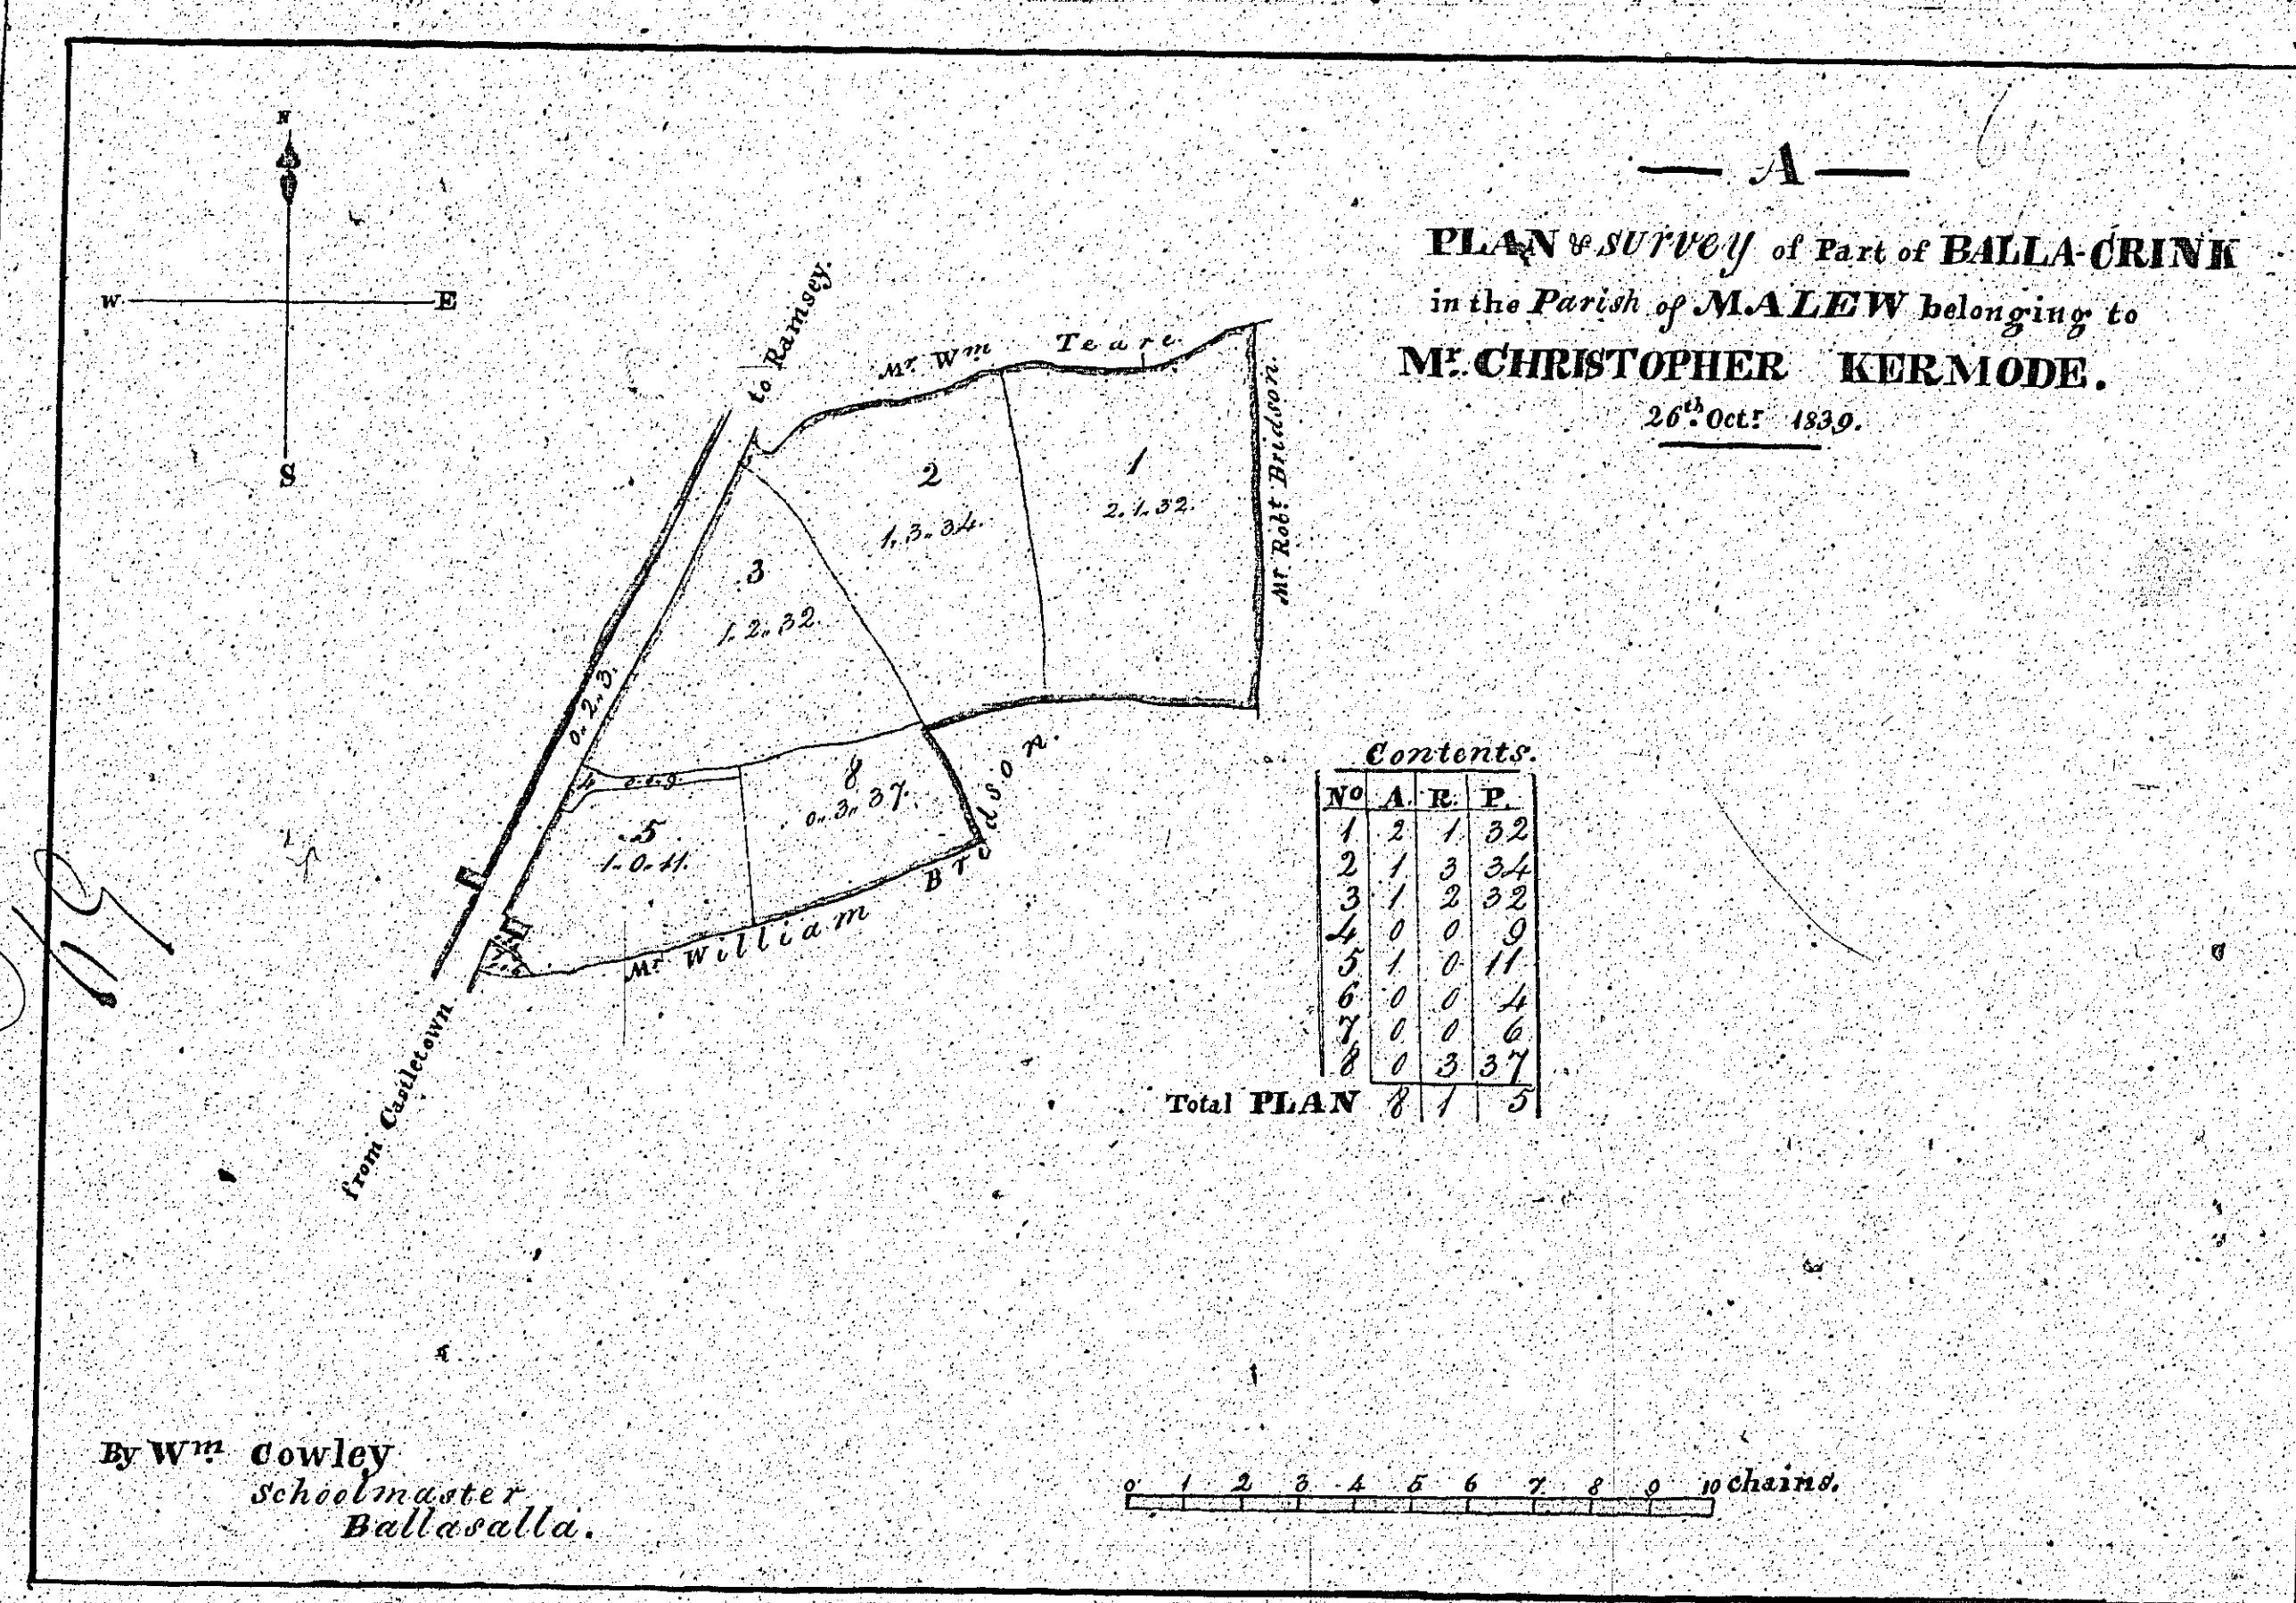 — A —
PLAN & survey of Part of BALLA-CRINK
in the Parish of MALEW belonging to
Mr. CHRISTOPHER KERMODE.
26th Octr. 1839.
N
W E
S
to Ramsey.
Mr. Wm Teare.
Mr. Robt. Bridson.
1
2.1.32.
2
1.3.34.
3
1.2.32.
0.2.3.
4
0.0.9
5
1.0.11.
8
0.3.37.
Mr. William Bridson.
from Castletown
Contents.
No A. R. P.
1 2 1 32
2 1 3 34
3 1 2 32
4 0 0 9
5 1 0 11
6 0 0 4
7 0 0 6
8 0 3 37
Total PLAN 8 1 5
By Wm. Cowley
Schoolmaster
Ballasalla.
0 1 2 3 4 5 6 7 8 9 10 chains.